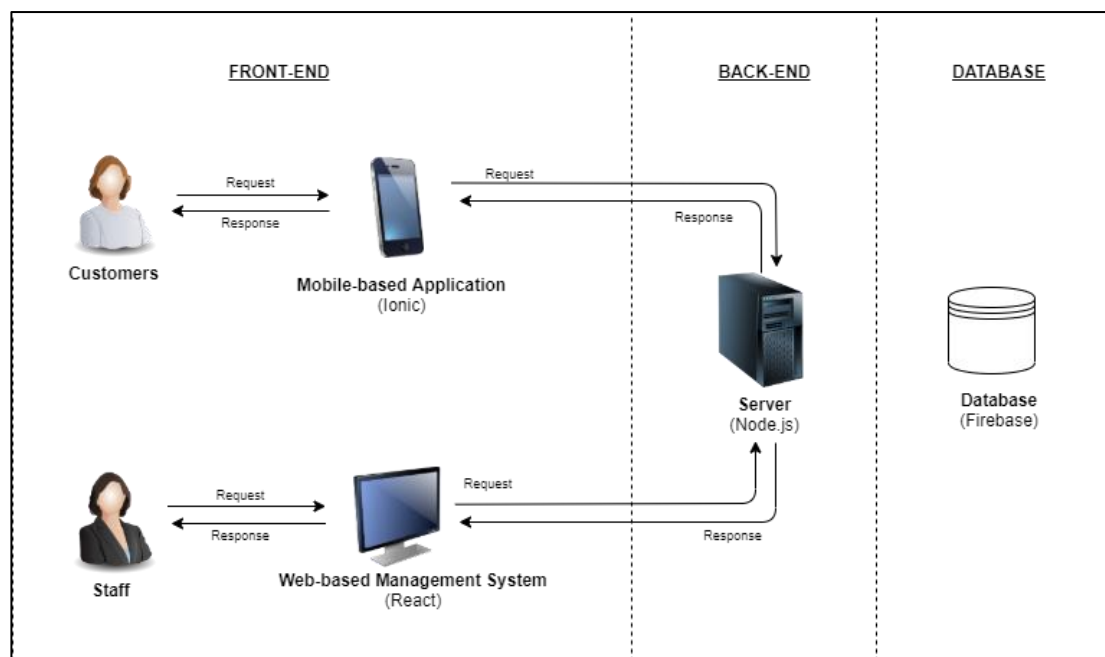 FRONT-END
BACK-END
DATABASE
Request
Response
Customers
Mobile-based Application
(Ionic)
Request
Response
Server
(Node.js)
Database
(Firebase)
Request
Response
Staff
Web-based Management System
(React)
Request
Response